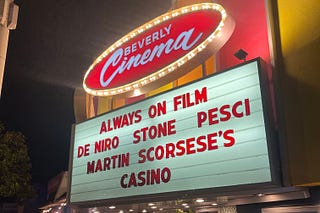 BEVERLY
Cinema
ALWAYS ON FILM
DE NIRO STONE PESCI
MARTIN SCORSESE'S
CASINO